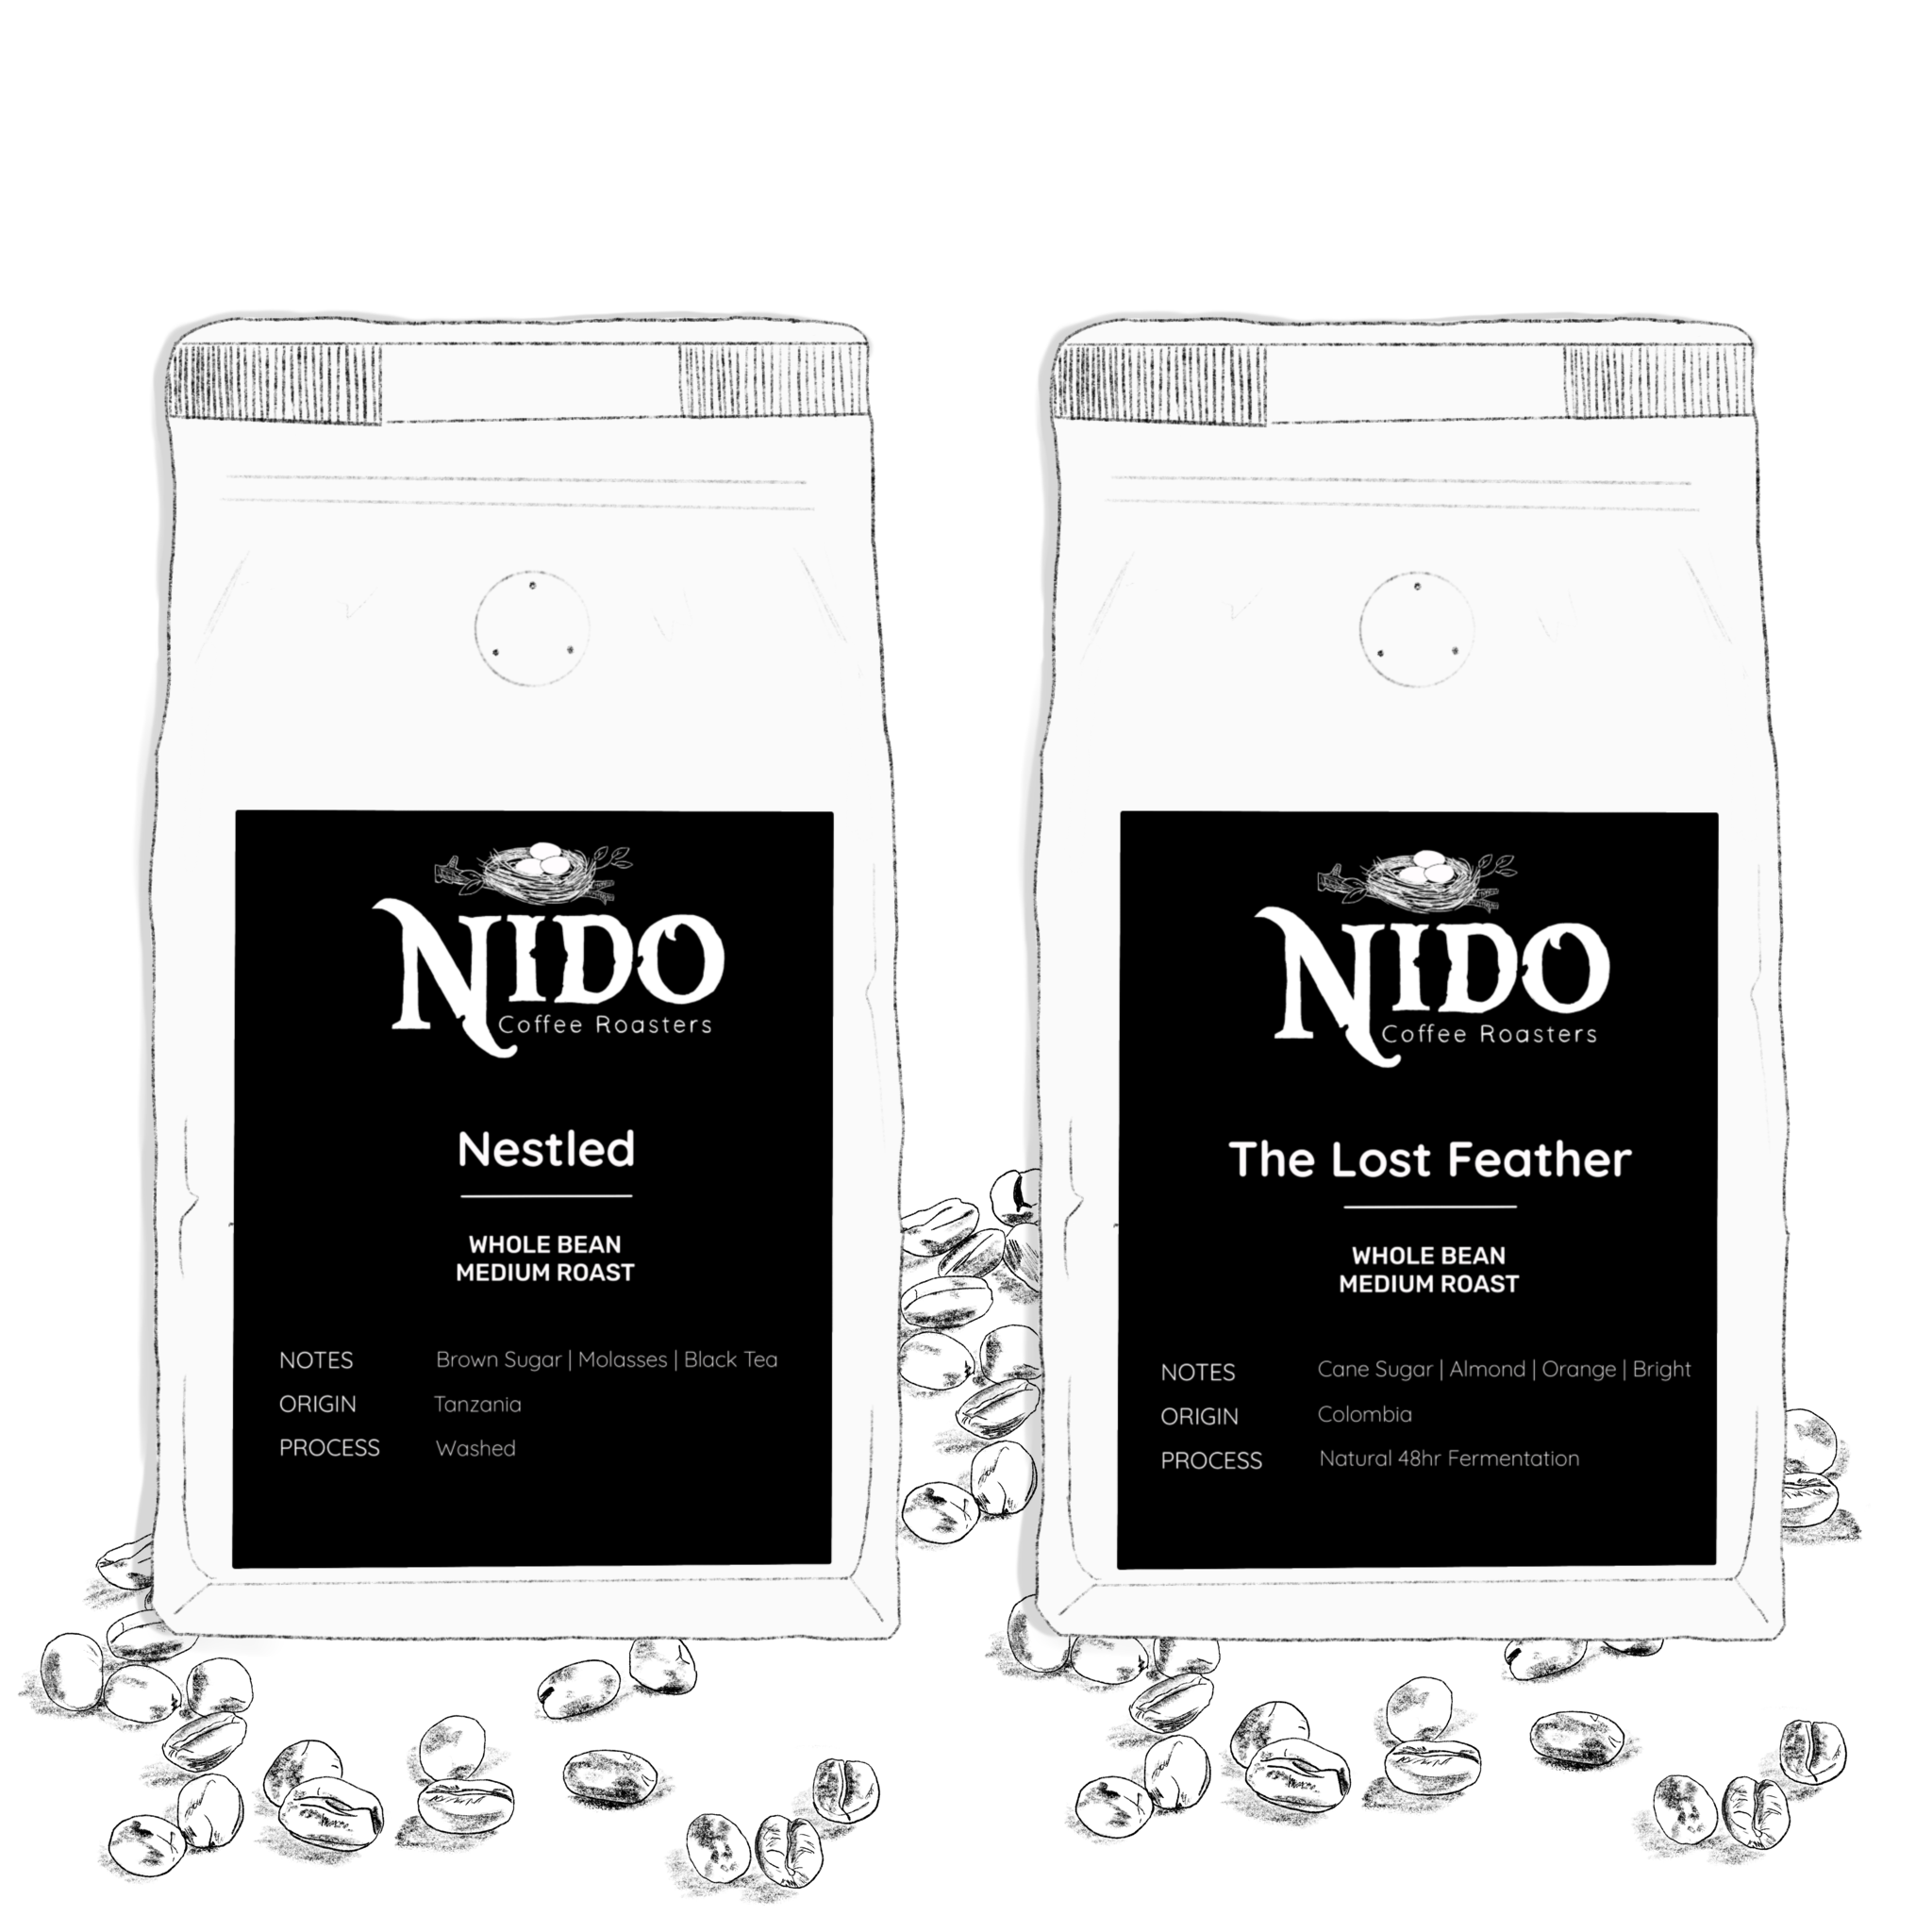 NIDO
Coffee Roasters
Nestled
WHOLE BEAN
MEDIUM ROAST
NOTES Brown Sugar | Molasses | Black Tea
ORIGIN Tanzania
PROCESS Washed
NIDO
Coffee Roasters
The Lost Feather
WHOLE BEAN
MEDIUM ROAST
NOTES Cane Sugar | Almond | Orange | Bright
ORIGIN Colombia
PROCESS Natural 48hr Fermentation